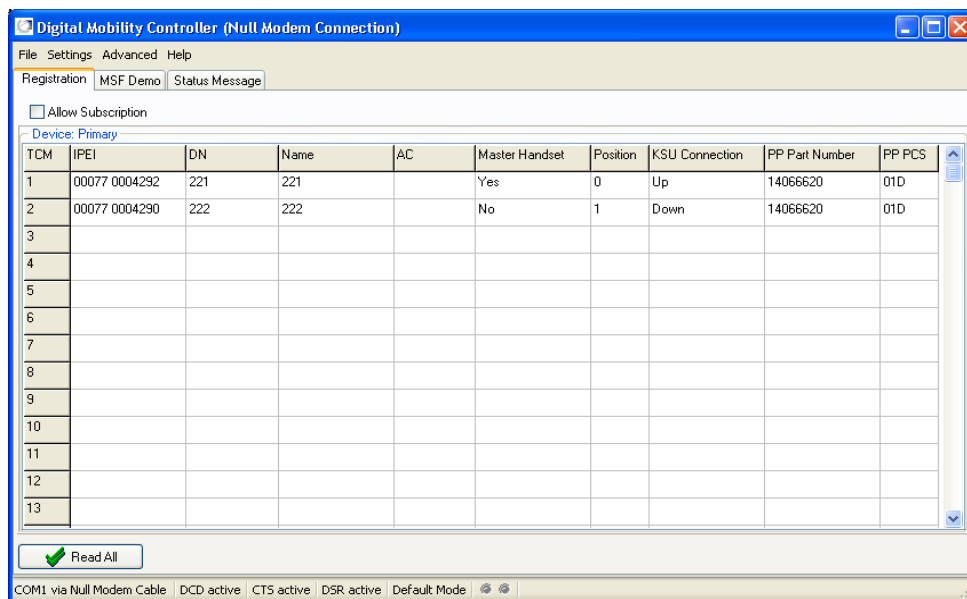 Digital Mobility Controller (Null Modem Connection)
File Settings Advanced Help
Registration MSF Demo Status Message
Allow Subscription
Device: Primary
TCM IPEI DN Name AC Master Handset Position KSU Connection PP Part Number PP PCS
1 00077 0004292 221 221 Yes 0 Up 14066620 01D
2 00077 0004290 222 222 No 1 Down 14066620 01D
3
4
5
6
7
8
9
10
11
12
13
Read All
COM1 via Null Modem Cable DCD active CTS active DSR active Default Mode